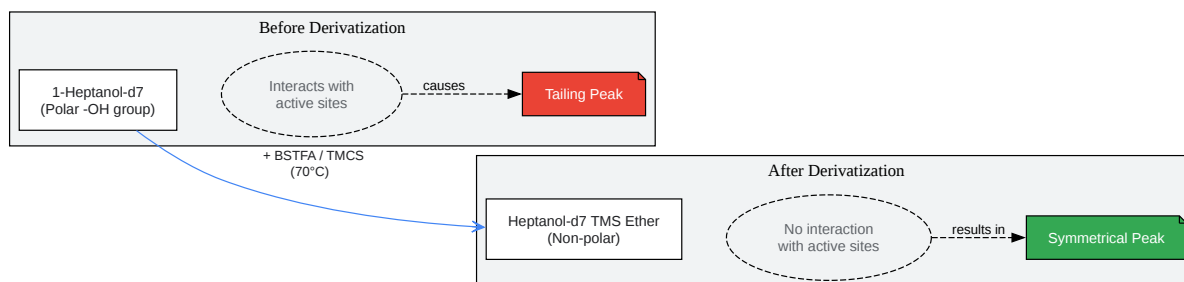 Before Derivatization
1-Heptanol-d7
(Polar -OH group)
Interacts with
active sites
causes
Tailing Peak
+ BSTFA / TMCS
(70°C)
After Derivatization
Heptanol-d7 TMS Ether
(Non-polar)
No interaction
with active sites
results in
Symmetrical Peak